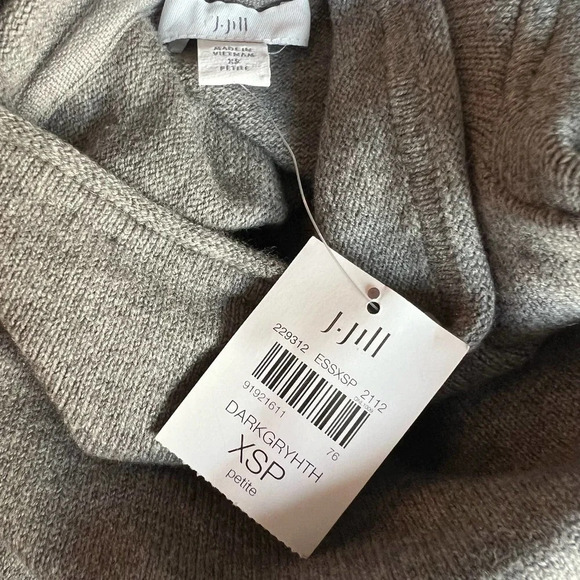 J.Jill
MADE IN
VIETNAM
XS
PETITE
J.Jill
229312 ESSXSP 2112
91921611 76
DARKGRYHTH
XSP
petite